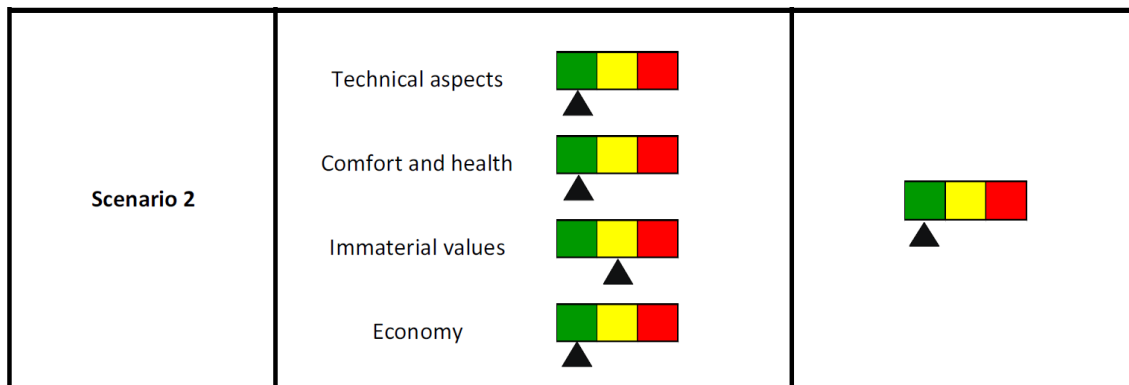 Technical aspects
Comfort and health
Scenario 2
Immaterial values
Economy